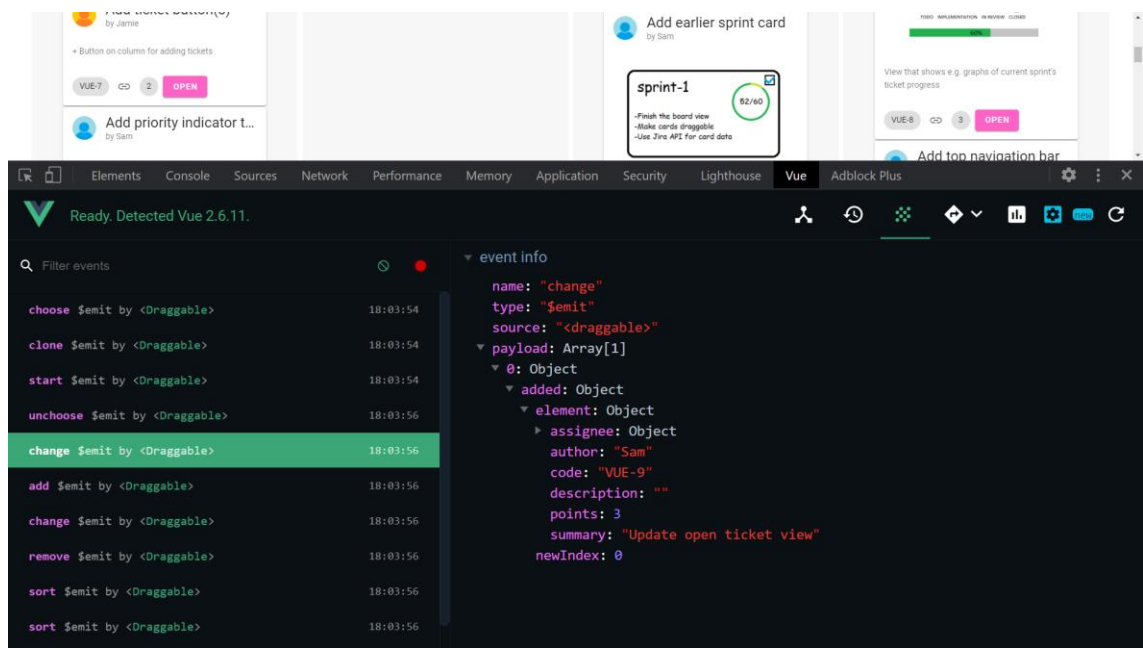 Add ticket button(s)
by Jamie
+ Button on column for adding tickets
VUE-7 2 OPEN
Add priority indicator t...
by Sam
Add earlier sprint card
by Sam
sprint-1
52/60
-Finish the board view
-Make cards draggable
-Use Jira API for card data
TODO IMPLEMENTATION IN REVIEW CLOSED
60%
View that shows e.g. graphs of current sprint's
ticket progress
VUE-8 3 OPEN
Add top navigation bar
Elements Console Sources Network Performance Memory Application Security Lighthouse Vue Adblock Plus
Ready. Detected Vue 2.6.11.
new
Filter events
choose $emit by <Draggable> 18:03:54
clone $emit by <Draggable> 18:03:54
start $emit by <Draggable> 18:03:54
unchoose $emit by <Draggable> 18:03:56
change $emit by <Draggable> 18:03:56
add $emit by <Draggable> 18:03:56
change $emit by <Draggable> 18:03:56
remove $emit by <Draggable> 18:03:56
sort $emit by <Draggable> 18:03:56
sort $emit by <Draggable> 18:03:56
event info
name: "change"
type: "$emit"
source: "<draggable>"
payload: Array[1]
0: Object
added: Object
element: Object
assignee: Object
author: "Sam"
code: "VUE-9"
description: ""
points: 3
summary: "Update open ticket view"
newIndex: 0